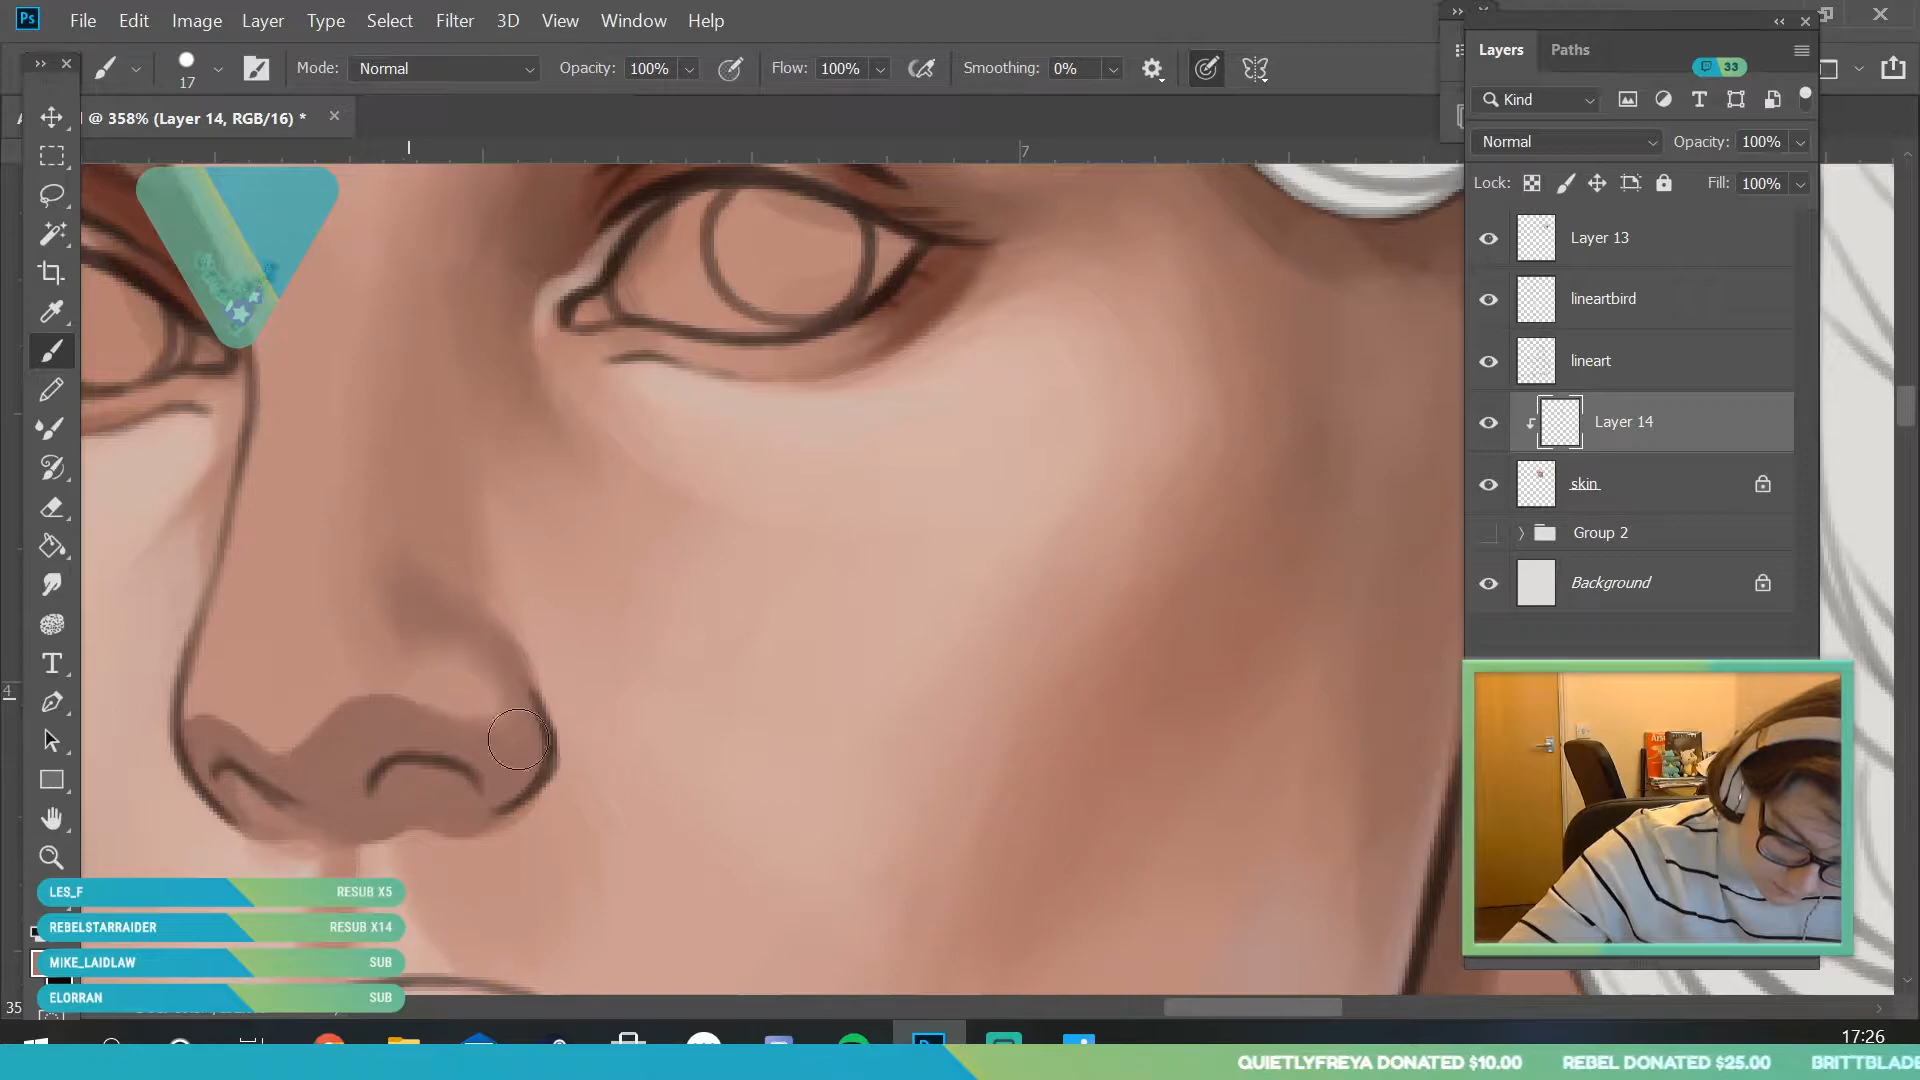 Ps File Edit Image Layer Type Select Filter 3D View Window Help
17 Mode: Normal Opacity: 100% Flow: 100% Smoothing: 0%
@ 358% (Layer 14, RGB/16) *
7
4
Layers Paths
33
Kind
Normal Opacity: 100%
Lock: Fill: 100%
Layer 13
lineartbird
lineart
Layer 14
skin
Group 2
Background
LES_F RESUB X5
REBELSTARRAIDER RESUB X14
MIKE_LAIDLAW SUB
ELORRAN SUB
35
17:26
QUIETLYFREYA DONATED $10.00 REBEL DONATED $25.00 BRITTBLADE